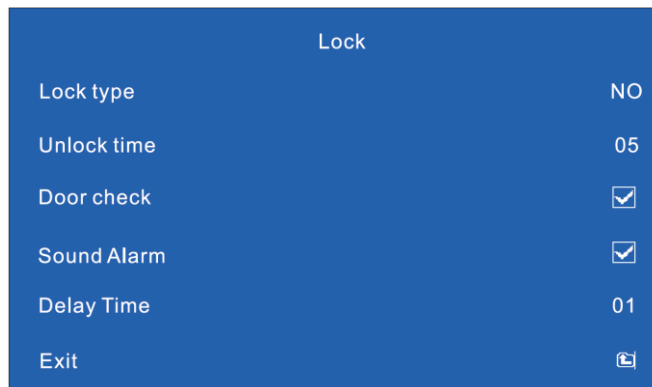 Lock
Lock type NO
Unlock time 05
Door check
Sound Alarm
Delay Time 01
Exit